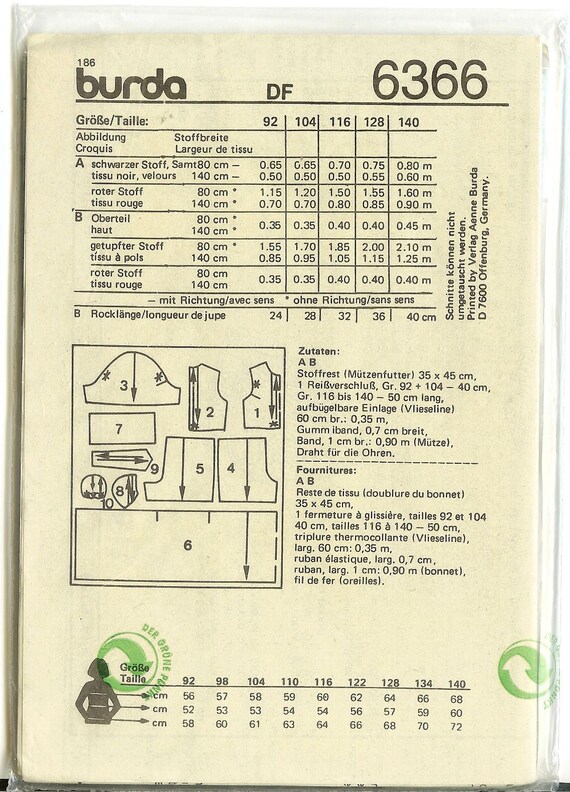 186
burda DF 6366
Größe/Taille: 92 104 116 128 140
Abbildung Stoffbreite
Croquis Largeur de tissu
A schwarzer Stoff, Samt 80 cm – 0.65 0.65 0.70 0.75 0.80 m
tissu noir, velours 140 cm – 0.50 0.50 0.55 0.55 0.60 m
roter Stoff 80 cm * 1.15 1.20 1.50 1.55 1.60 m
tissu rouge 140 cm * 0.70 0.70 0.80 0.85 0.90 m
B Oberteil 80 cm *
haut 140 cm * 0.35 0.35 0.40 0.40 0.45 m
getupfter Stoff 80 cm * 1.55 1.70 1.85 2.00 2.10 m
tissu à pols 140 cm 0.85 0.95 1.05 1.15 1.25 m
roter Stoff 80 cm
tissu rouge 140 cm 0.35 0.35 0.40 0.40 0.40 m
– mit Richtung/avec sens * ohne Richtung/sans sens
B Rocklänge/longueur de jupe 24 28 32 36 40 cm
Schnitte können nicht
umgetauscht werden.
Printed by Verlag Aenne Burda
D 7600 Offenburg, Germany.
3
2
1
7
9
5
4
8
10
6
Zutaten:
A B
Stoffrest (Mützenfutter) 35 x 45 cm,
1 Reißverschluß, Gr. 92 + 104 – 40 cm,
Gr. 116 bis 140 – 50 cm lang,
aufbügelbare Einlage (Vlieseline)
60 cm br.: 0,35 m,
Gumm iband, 0,7 cm breit,
Band, 1 cm br.: 0,90 m (Mütze),
Draht für die Ohren.
Fournitures:
A B
Reste de tissu (doublure du bonnet)
35 x 45 cm,
1 fermeture à glissière, tailles 92 et 104
40 cm, tailles 116 à 140 – 50 cm,
triplure thermocollante (Vlieseline),
larg. 60 cm: 0,35 m,
ruban élastique, larg. 0,7 cm,
ruban, larg. 1 cm: 0,90 m (bonnet),
fil de fer (oreilles).
DER GRÜNE PUNKT
Größe
Taille 92 98 104 110 116 122 128 134 140
cm 56 57 58 59 60 62 64 66 68
cm 52 53 53 54 54 56 57 59 60
cm 58 60 61 63 64 66 68 70 72